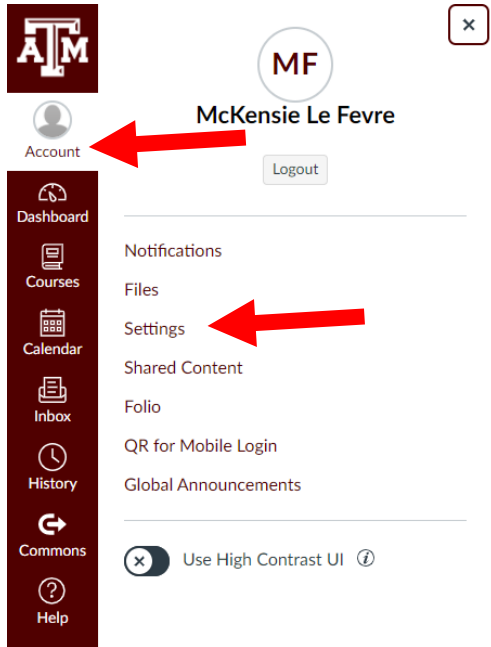 ATM
Account
Dashboard
Courses
Calendar
Inbox
History
Commons
Help
×
MF
McKensie Le Fevre
Logout
Notifications
Files
Settings
Shared Content
Folio
QR for Mobile Login
Global Announcements
Use High Contrast UI i